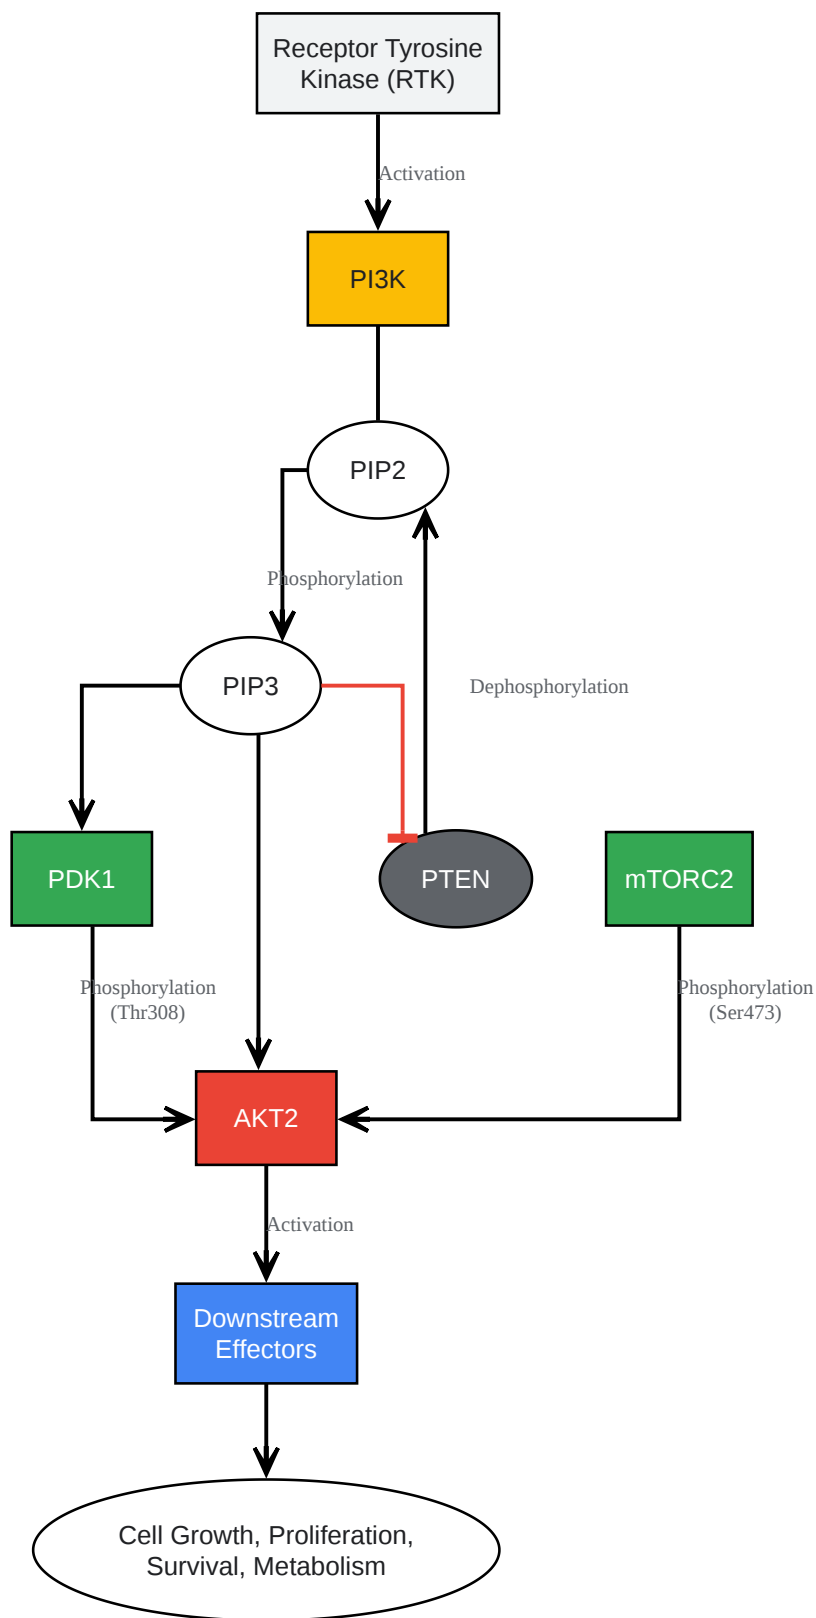 Receptor Tyrosine
Kinase (RTK)
Activation
PI3K
PIP2
Phosphorylation
PIP3
Dephosphorylation
PDK1
PTEN
mTORC2
Phosphorylation
(Thr308)
Phosphorylation
(Ser473)
AKT2
Activation
Downstream
Effectors
Cell Growth, Proliferation,
Survival, Metabolism